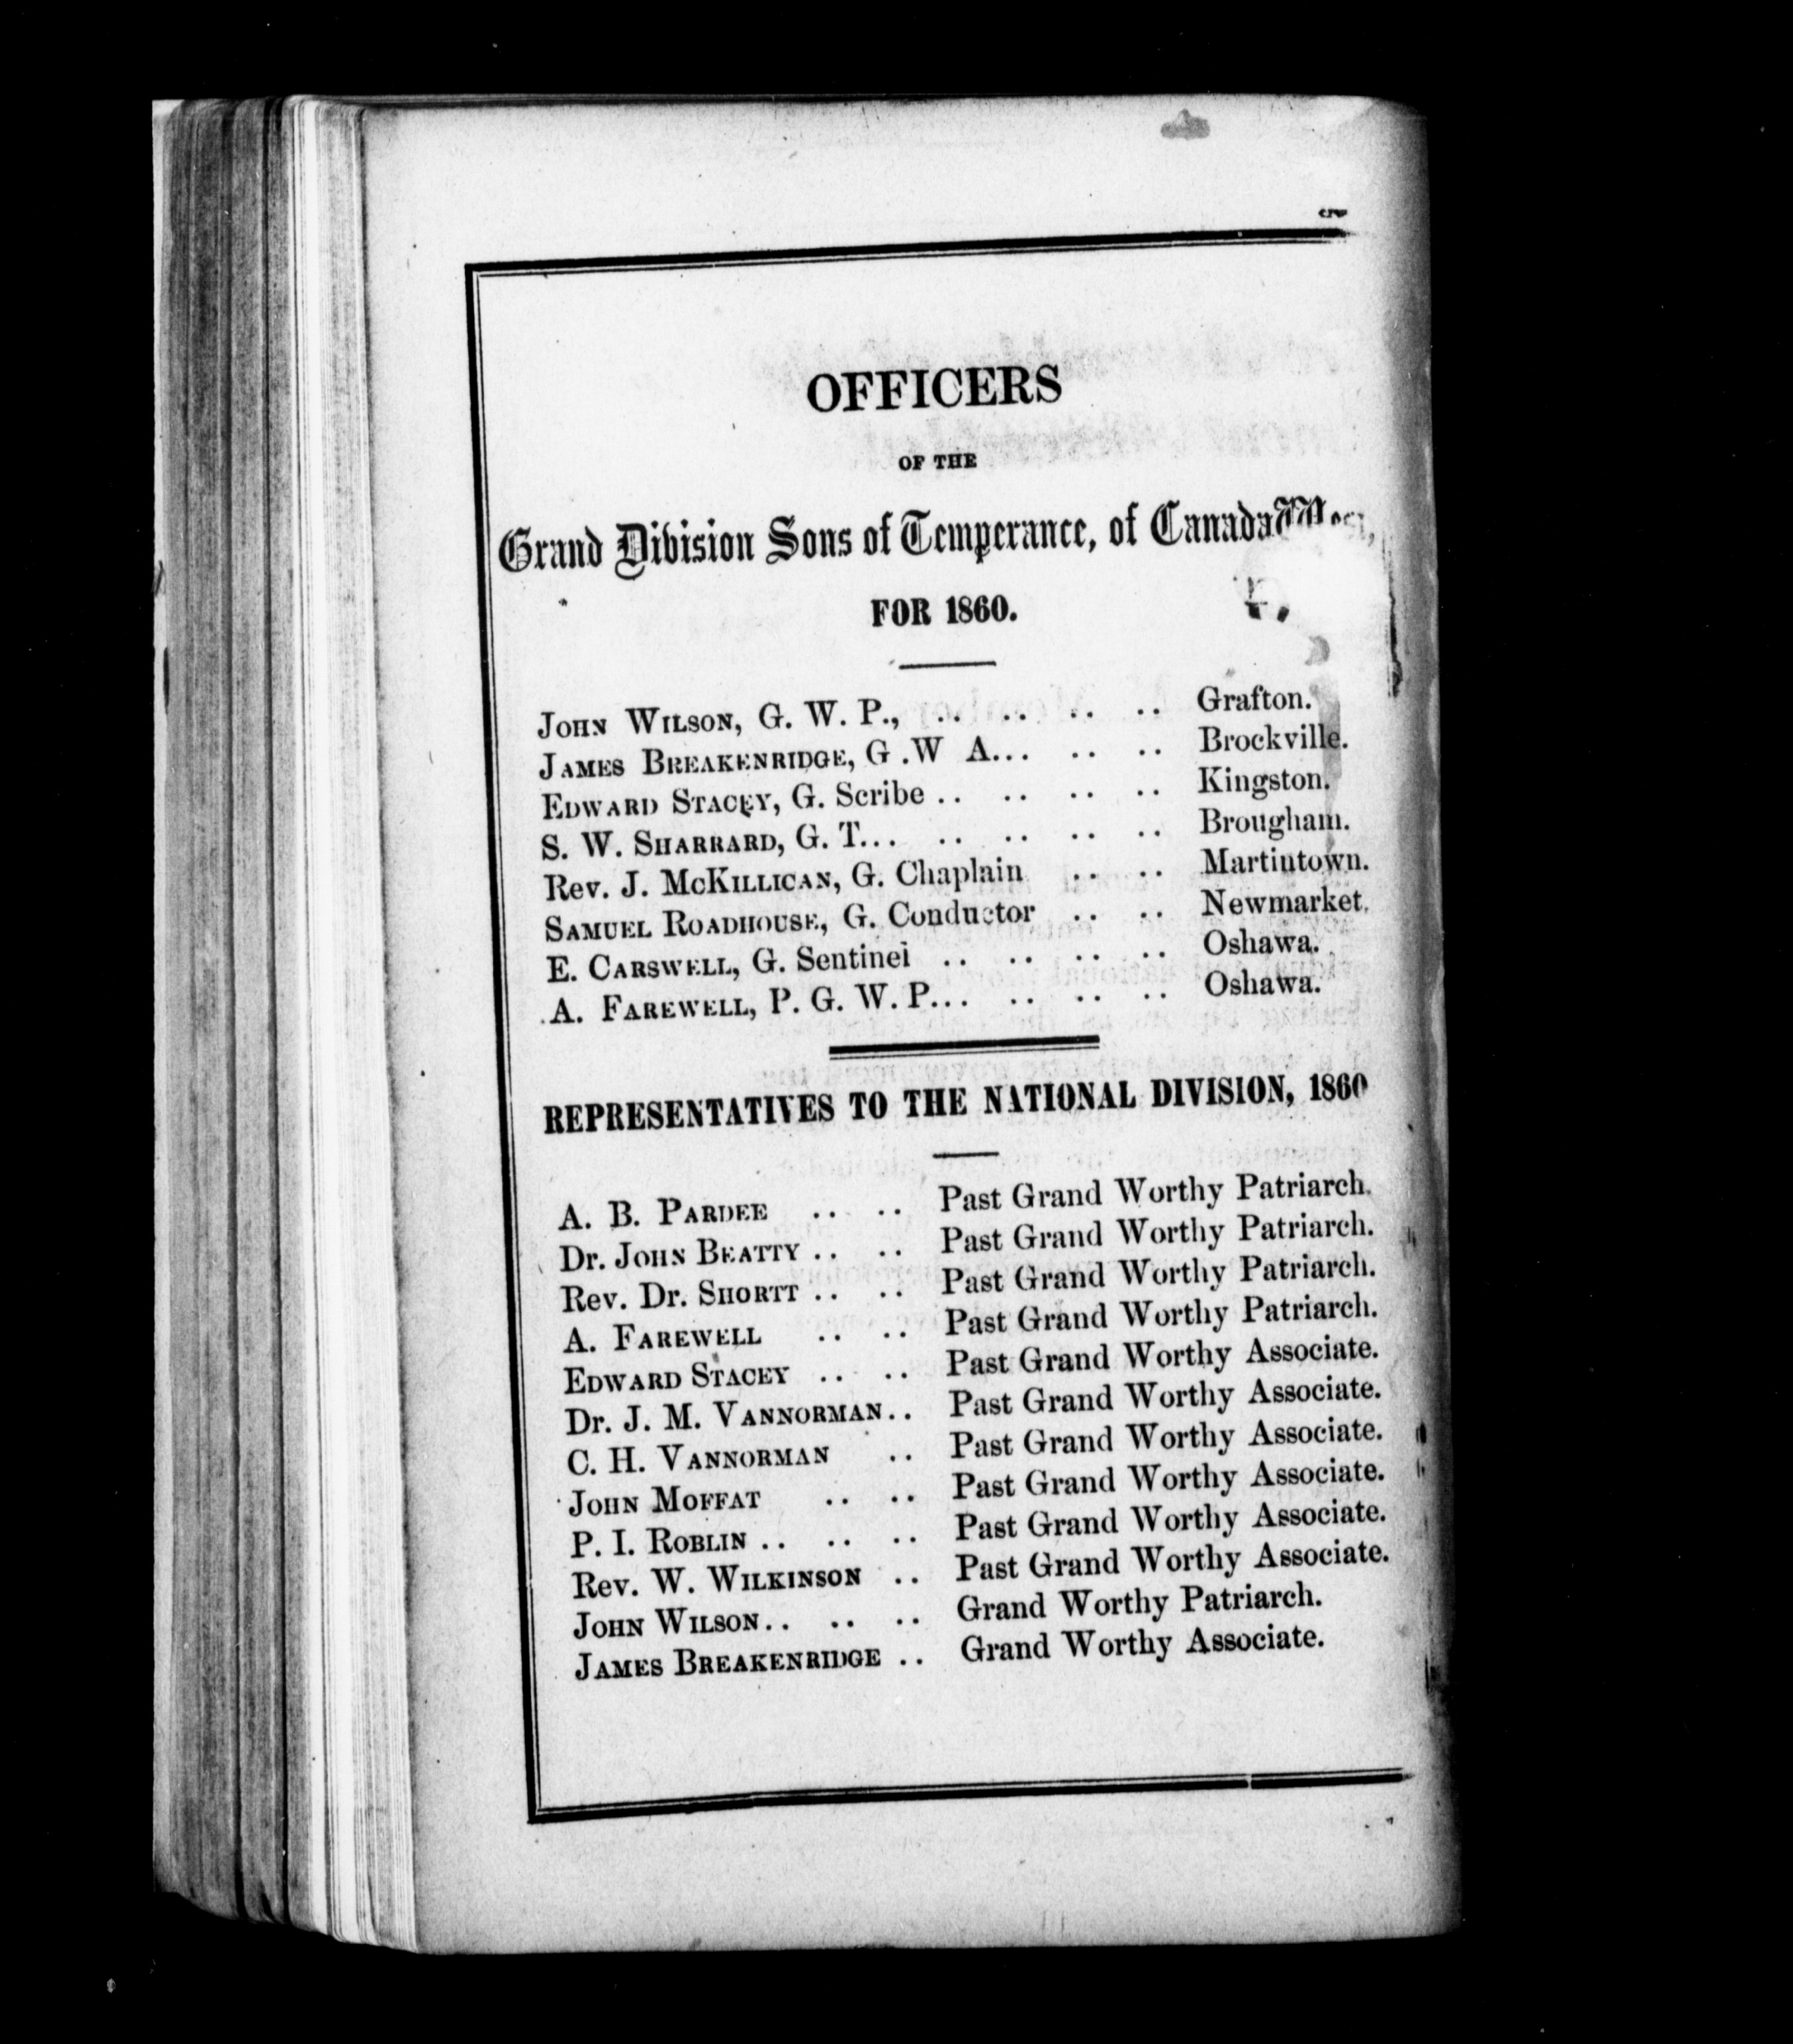 OFFICERS
OF THE
Grand Division Sons of Temperance, of Canada
FOR 1860.
JOHN WILSON, G. W. P., .. .. .. .. Grafton.
JAMES BREAKENRIDGE, G .W A... .. .. Brockville.
EDWARD STACEY, G. Scribe .. .. .. .. Kingston.
S. W. SHARRARD, G. T... .. .. .. .. Brougham.
Rev. J. MCKILLICAN, G. Chaplain .. .. Martintown.
SAMUEL ROADHOUSE, G. Conductor .. .. Newmarket.
E. CARSWELL, G. Sentinel .. .. .. .. Oshawa.
A. FAREWELL, P. G. W. P... .. .. .. Oshawa.
REPRESENTATIVES TO THE NATIONAL DIVISION, 1860
A. B. PARDEE .. .. Past Grand Worthy Patriarch.
Dr. JOHN BEATTY .. .. Past Grand Worthy Patriarch.
Rev. Dr. SHORTT .. .. Past Grand Worthy Patriarch.
A. FAREWELL .. .. Past Grand Worthy Patriarch.
EDWARD STACEY .. .. Past Grand Worthy Associate.
Dr. J. M. VANNORMAN .. Past Grand Worthy Associate.
C. H. VANNORMAN .. Past Grand Worthy Associate.
JOHN MOFFAT .. .. Past Grand Worthy Associate.
P. I. ROBLIN .. .. .. Past Grand Worthy Associate.
Rev. W. WILKINSON .. Past Grand Worthy Associate.
JOHN WILSON .. .. .. Grand Worthy Patriarch.
JAMES BREAKENRIDGE .. Grand Worthy Associate.